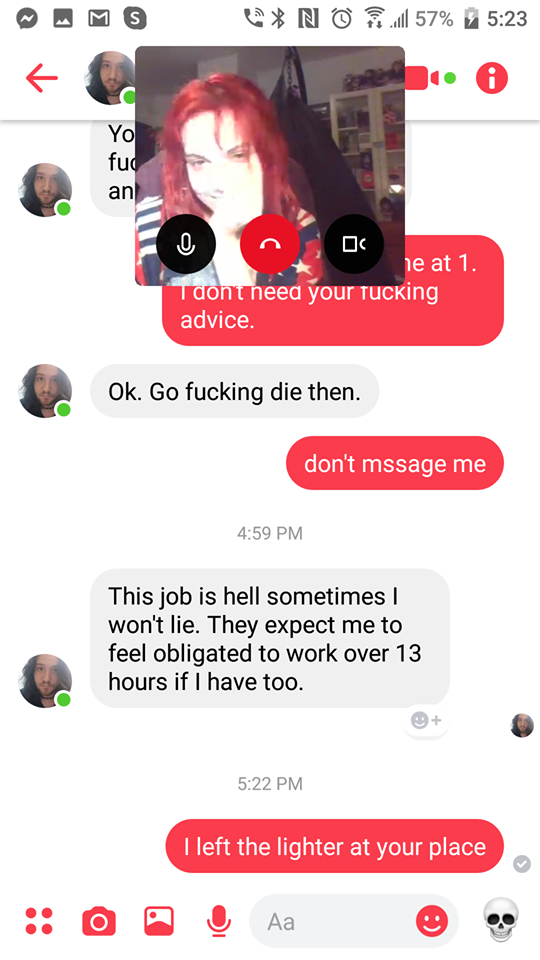 57% 5:23
Yo
fuc
an
ne at 1.
I don't need your fucking
advice.
Ok. Go fucking die then.
don't mssage me
4:59 PM
This job is hell sometimes I
won't lie. They expect me to
feel obligated to work over 13
hours if I have too.
5:22 PM
I left the lighter at your place
Aa